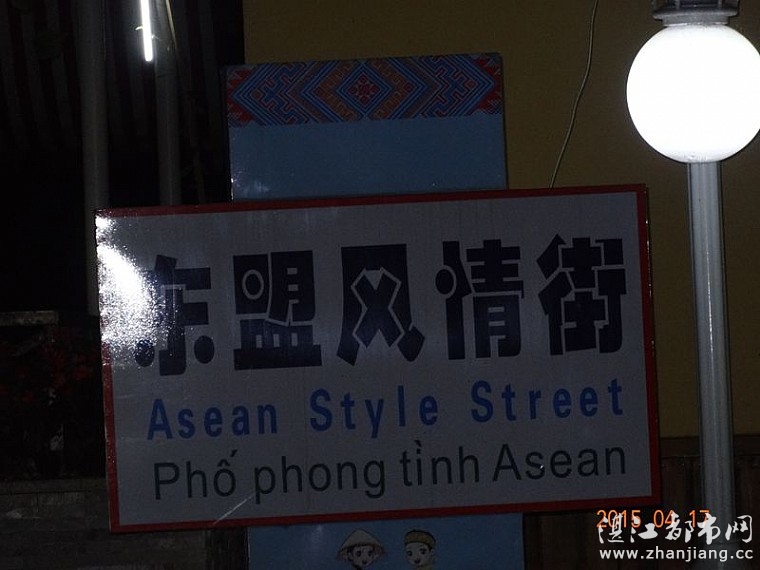 东盟风情街
Asean Style Street
Phố phong tình Asean
2015 04 17
湛江都市网
www.zhanjiang.cc